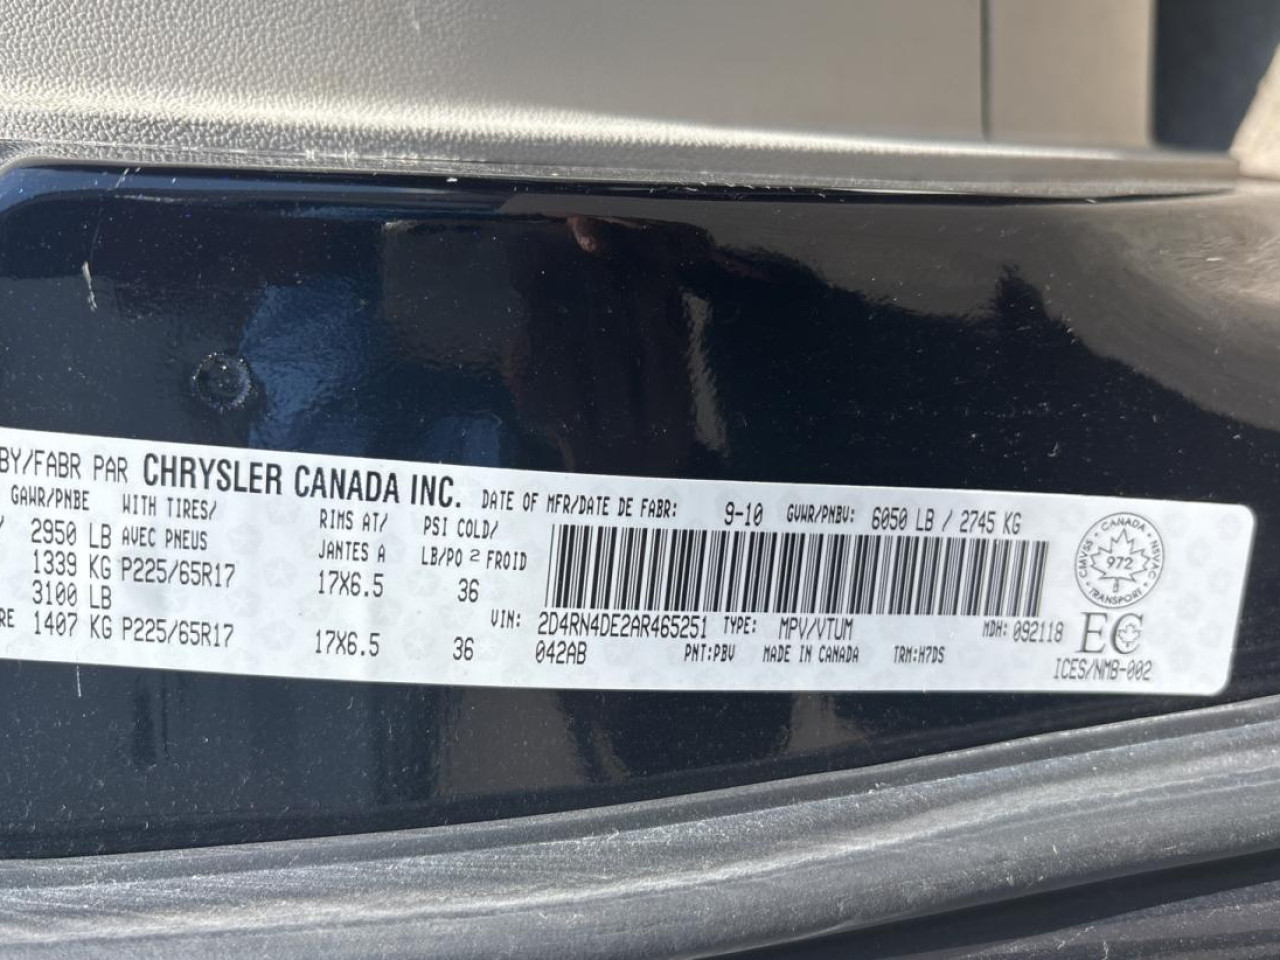 BY/FABR PAR CHRYSLER CANADA INC. DATE OF MFR/DATE DE FABR: 9-10 GVWR/PNBV: 6050 LB / 2745 KG
GAWR/PNBE WITH TIRES/ RIMS AT/ PSI COLD/
2950 LB AVEC PNEUS JANTES A LB/PO 2 FROID
1339 KG P225/65R17 17X6.5 36
3100 LB
RE 1407 KG P225/65R17 17X6.5 36
VIN: 2D4RN4DE2AR465251 TYPE: MPV/VTUM MDH: 092118
042AB PNT:PBV MADE IN CANADA TRM:H7DS
CANADA
CMVSS NSVAC
972
TRANSPORT
EC
ICES/NMB-002